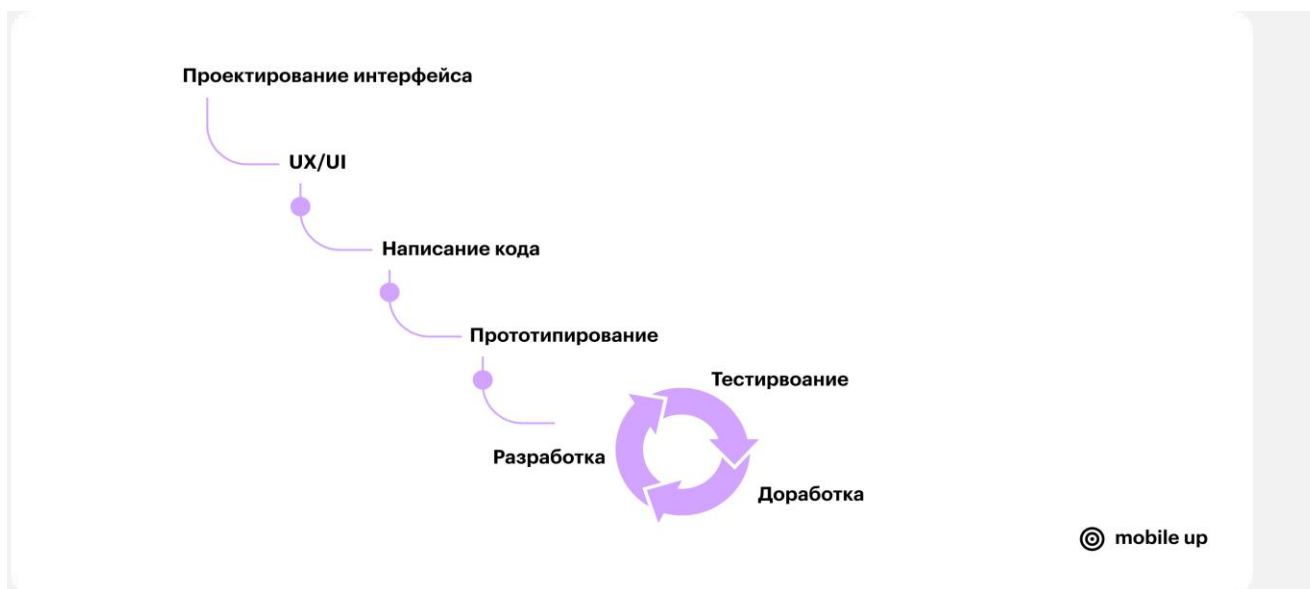 Проектирование интерфейса
UX/UI
Написание кода
Прототипирование
Тестирвоание
Разработка
Доработка
mobile up